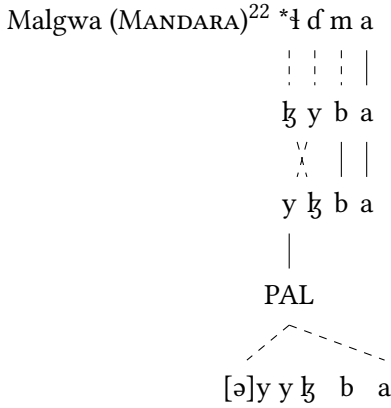 Malgwa (MANDARA)²² *ɬ ɗ m a
ɮ y b a
y ɮ b a
PAL
[ə]y y ɮ b a